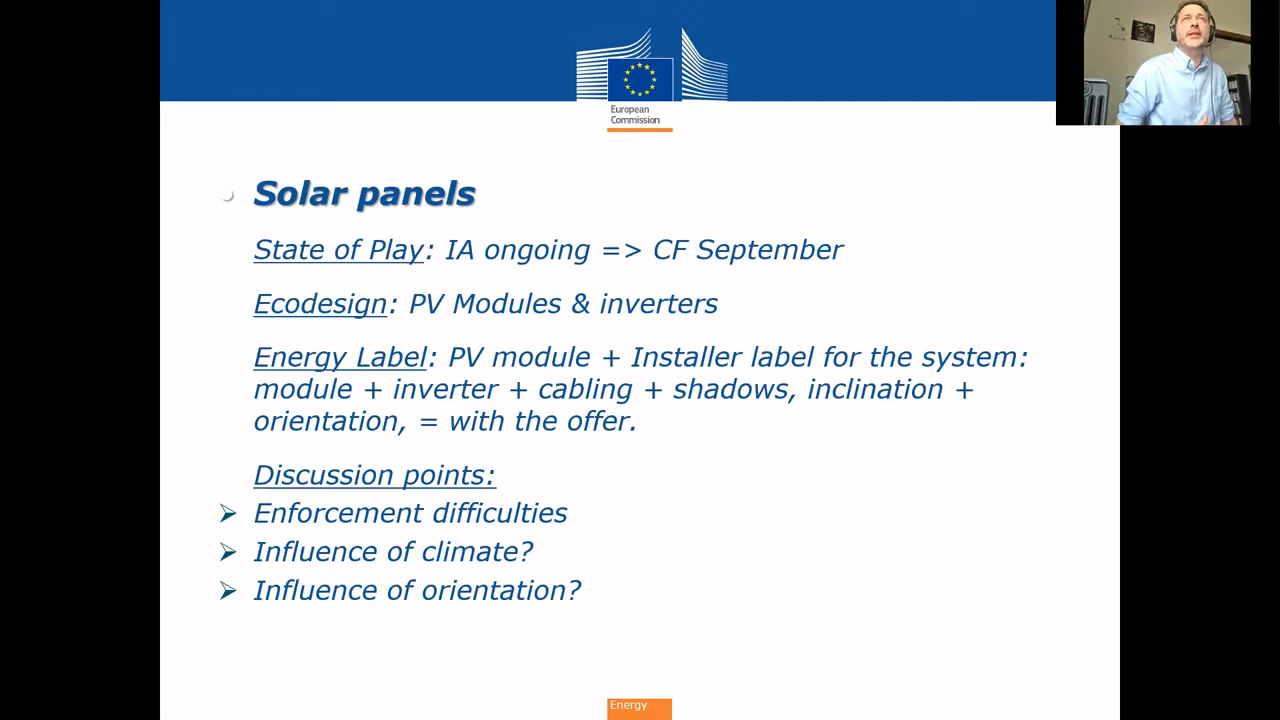 European
Commission
Solar panels
State of Play: IA ongoing => CF September
Ecodesign: PV Modules & inverters
Energy Label: PV module + Installer label for the system:
module + inverter + cabling + shadows, inclination +
orientation, = with the offer.
Discussion points:
Enforcement difficulties
Influence of climate?
Influence of orientation?
Energy